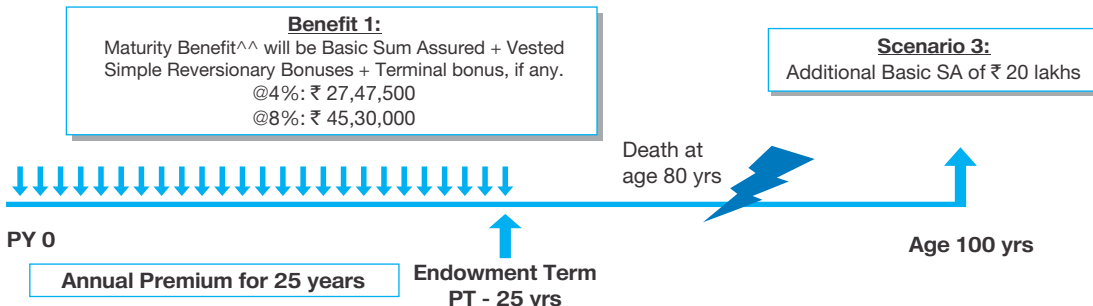 Benefit 1:
Maturity Benefit^^ will be Basic Sum Assured + Vested
Simple Reversionary Bonuses + Terminal bonus, if any.
@4%: ₹ 27,47,500
@8%: ₹ 45,30,000
Scenario 3:
Additional Basic SA of ₹ 20 lakhs
Death at
age 80 yrs
PY 0
Age 100 yrs
Annual Premium for 25 years
Endowment Term
PT - 25 yrs